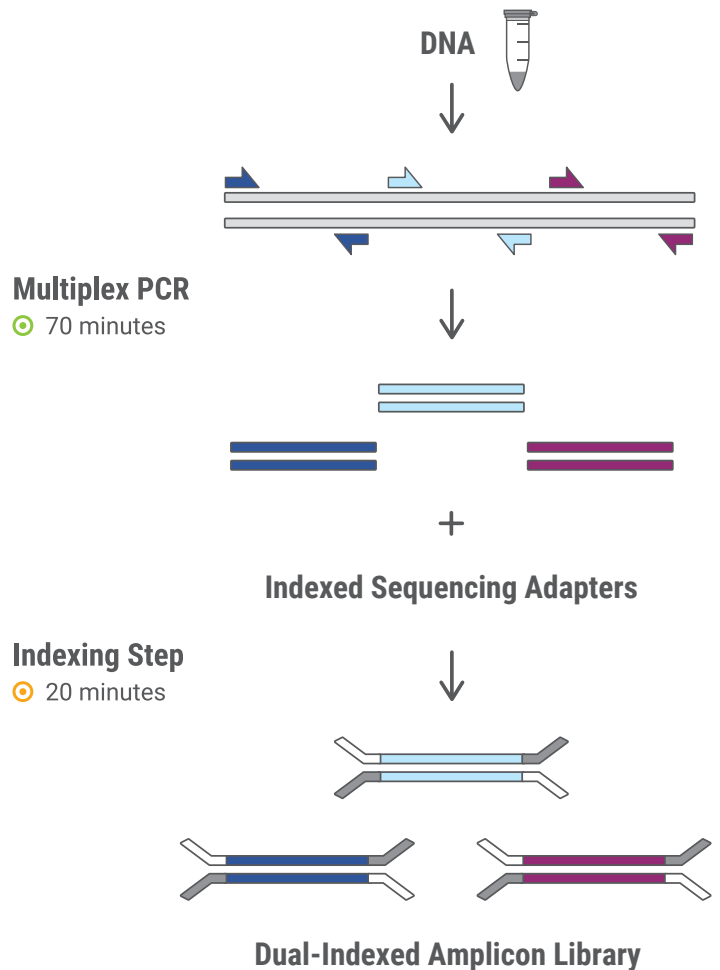 DNA
Multiplex PCR
70 minutes
+
Indexed Sequencing Adapters
Indexing Step
20 minutes
Dual-Indexed Amplicon Library